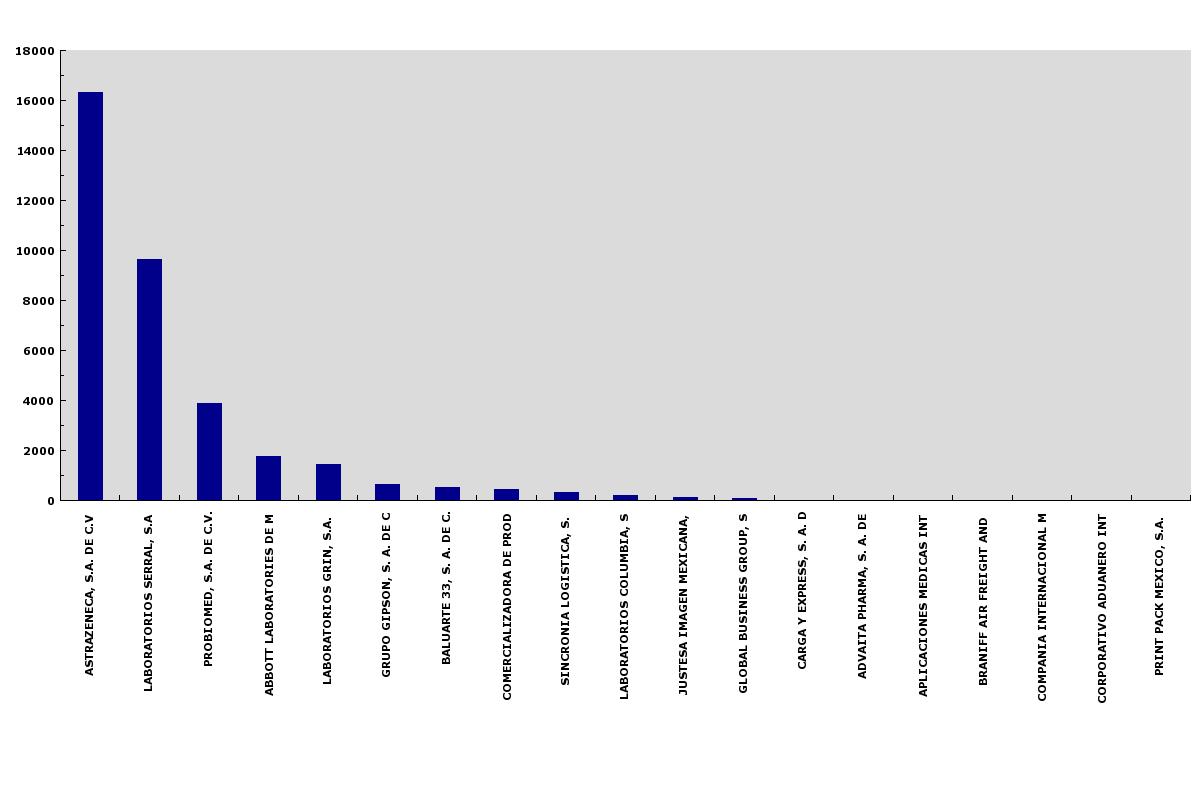 18000
16000
14000
12000
10000
8000
6000
4000
2000
0
ASTRAZENECA, S.A. DE C.V
LABORATORIOS SERRAL, S.A
PROBIOMED, S.A. DE C.V.
ABBOTT LABORATORIES DE M
LABORATORIOS GRIN, S.A.
GRUPO GIPSON, S. A. DE C
BALUARTE 33, S. A. DE C.
COMERCIALIZADORA DE PROD
SINCRONIA LOGISTICA, S.
LABORATORIOS COLUMBIA, S
JUSTESA IMAGEN MEXICANA,
GLOBAL BUSINESS GROUP, S
CARGA Y EXPRESS, S. A. D
ADVAITA PHARMA, S. A. DE
APLICACIONES MEDICAS INT
BRANIFF AIR FREIGHT AND
COMPANIA INTERNACIONAL M
CORPORATIVO ADUANERO INT
PRINT PACK MEXICO, S.A.